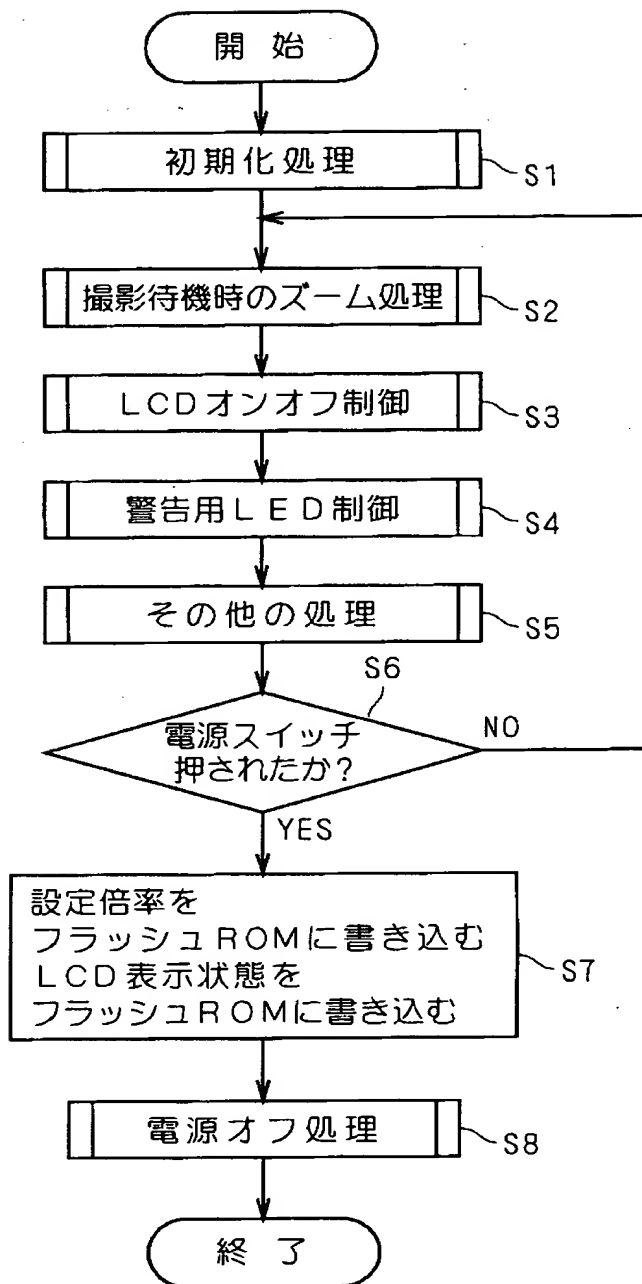 開始
初期化処理
S1
撮影待機時のズーム処理
S2
LCDオンオフ制御
S3
警告用LED制御
S4
その他の処理
S5
S6
電源スイッチ
押されたか?
NO
YES
設定倍率を
フラッシュROMに書き込む
LCD表示状態を
フラッシュROMに書き込む
S7
電源オフ処理
S8
終了